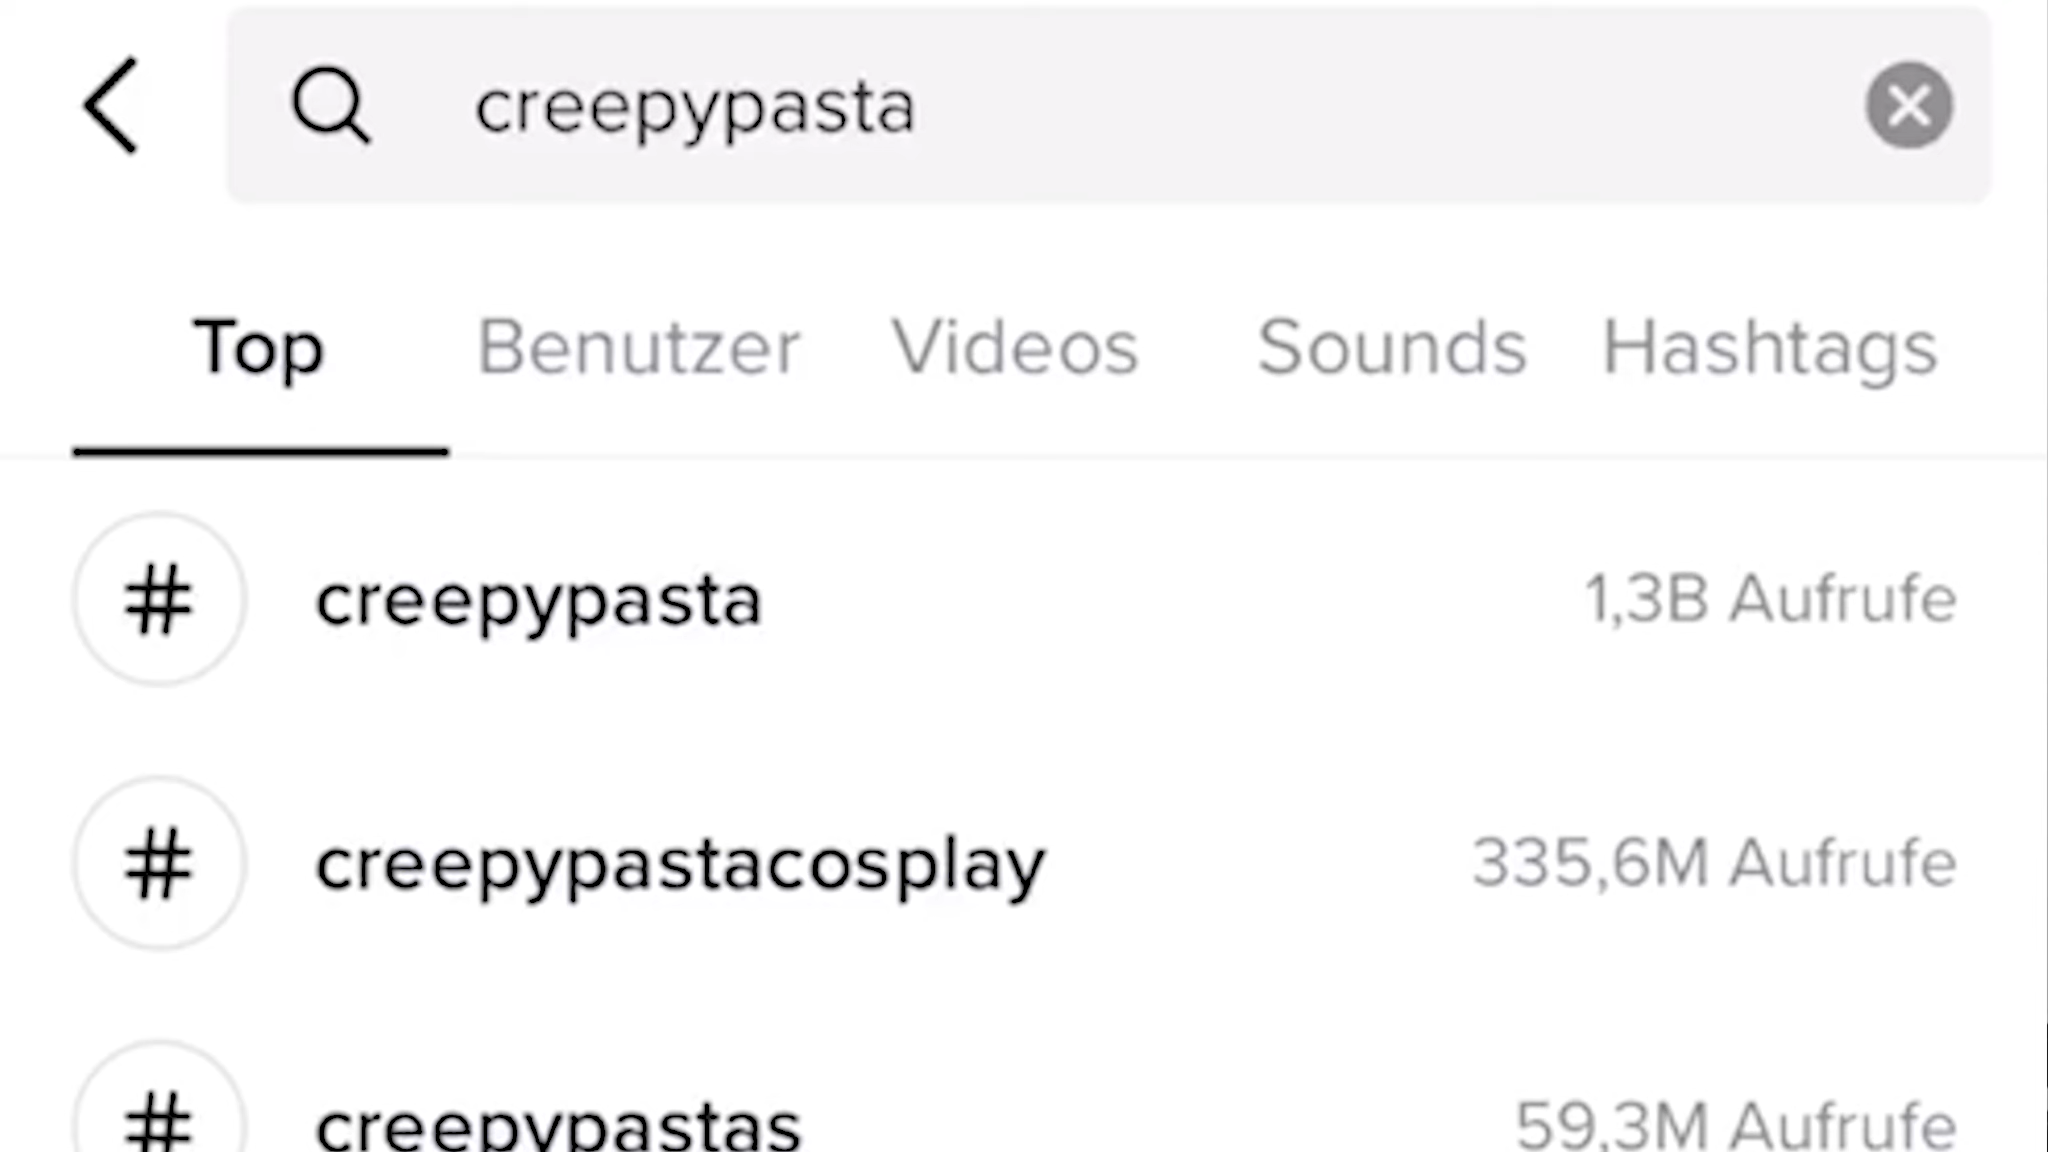 creepypasta
Top Benutzer Videos Sounds Hashtags
# creepypasta 1,3B Aufrufe
# creepypastacosplay 335,6M Aufrufe
# creepypastas 59,3M Aufrufe